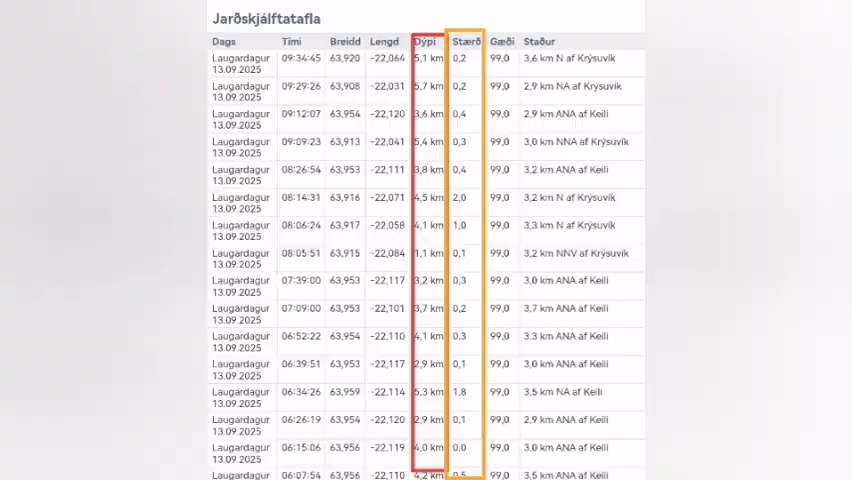 Jarðskjálftatafla
Dags Tími Breidd Lengd Dýpi Stærð Gæði Staður
Laugardagur 09:34:45 63,920 -22,064 5,1 km 0,2 99,0 3,6 km N af Krýsuvík
13.09.2025
Laugardagur 09:29:26 63,908 -22,031 5,7 km 0,2 99,0 2,9 km NA af Krýsuvík
13.09.2025
Laugardagur 09:12:07 63,954 -22,120 3,6 km 0,4 99,0 2,9 km ANA af Keili
13.09.2025
Laugardagur 09:09:23 63,913 -22,041 5,4 km 0,3 99,0 3,0 km NNA af Krýsuvík
13.09.2025
Laugardagur 08:26:54 63,953 -22,111 3,8 km 0,4 99,0 3,2 km ANA af Keili
13.09.2025
Laugardagur 08:14:31 63,916 -22,071 4,5 km 2,0 99,0 3,2 km N af Krýsuvík
13.09.2025
Laugardagur 08:06:24 63,917 -22,058 4,1 km 1,0 99,0 3,3 km N af Krýsuvík
13.09.2025
Laugardagur 08:05:51 63,915 -22,084 1,1 km 0,1 99,0 3,2 km NNV af Krýsuvík
13.09.2025
Laugardagur 07:39:00 63,953 -22,117 3,2 km 0,3 99,0 3,0 km ANA af Keili
13.09.2025
Laugardagur 07:09:00 63,953 -22,101 3,7 km 0,2 99,0 3,7 km ANA af Keili
13.09.2025
Laugardagur 06:52:22 63,954 -22,110 4,1 km 0,3 99,0 3,3 km ANA af Keili
13.09.2025
Laugardagur 06:39:51 63,953 -22,117 2,9 km 0,1 99,0 3,0 km ANA af Keili
13.09.2025
Laugardagur 06:34:26 63,959 -22,114 5,3 km 1,8 99,0 3,5 km NA af Keili
13.09.2025
Laugardagur 06:26:19 63,954 -22,120 2,9 km 0,1 99,0 2,9 km ANA af Keili
13.09.2025
Laugardagur 06:15:06 63,956 -22,119 4,0 km 0,0 99,0 3,0 km ANA af Keili
13.09.2025
Laugardagur 06:07:54 63,956 -22,110 4,2 km 0,5 99,0 3,5 km ANA af Keili